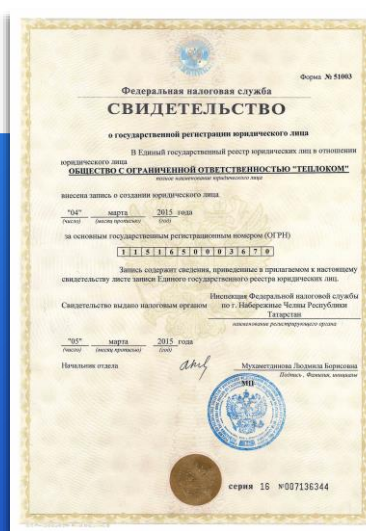 Форма № 51003
Федеральная налоговая служба
СВИДЕТЕЛЬСТВО
о государственной регистрации юридического лица
В Единый государственный реестр юридических лиц в отношении
юридического лица
ОБЩЕСТВО С ОГРАНИЧЕННОЙ ОТВЕТСТВЕННОСТЬЮ "ТЕПЛОКОМ"
полное наименование юридического лица
внесена запись о создании юридического лица
"04" марта 2015 года
(число) (месяц прописью) (год)
за основным государственным регистрационным номером (ОГРН)
1 1 5 1 6 5 0 0 0 3 6 7 0
Запись содержит сведения, приведенные в прилагаемом к настоящему
свидетельству листе записи Единого государственного реестра юридических лиц.
Свидетельство выдано налоговым органом Инспекция Федеральной налоговой службы
по г. Набережные Челны Республики
Татарстан
наименование регистрирующего органа
"05" марта 2015 года
(число) (месяц прописью) (год)
Начальник отдела Мухаметдинова Людмила Борисовна
Подпись, Фамилия, инициалы
МП
серия 16 №007136344